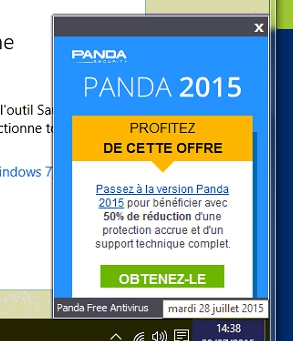 ne
PANDA
SECURITY
PANDA 2015
l'outil Sa
ctionne to
indows 7
x
PROFITEZ
DE CETTE OFFRE
Passez à la version Panda
2015 pour bénéficier avec
50% de réduction d'une
protection accrue et d'un
support technique complet.
OBTENEZ-LE
Panda Free Antivirus
mardi 28 juillet 2015
14:38